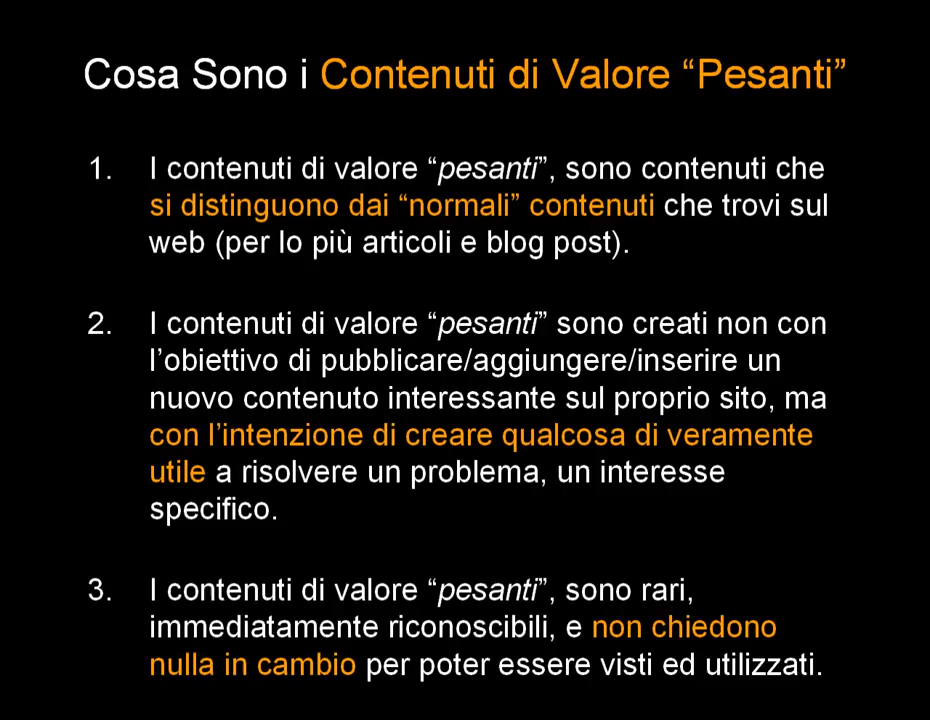 Cosa Sono i Contenuti di Valore “Pesanti”
1. I contenuti di valore “pesanti”, sono contenuti che
si distinguono dai “normali” contenuti che trovi sul
web (per lo più articoli e blog post).
2. I contenuti di valore “pesanti” sono creati non con
l’obiettivo di pubblicare/aggiungere/inserire un
nuovo contenuto interessante sul proprio sito, ma
con l’intenzione di creare qualcosa di veramente
utile a risolvere un problema, un interesse
specifico.
3. I contenuti di valore “pesanti”, sono rari,
immediatamente riconoscibili, e non chiedono
nulla in cambio per poter essere visti ed utilizzati.